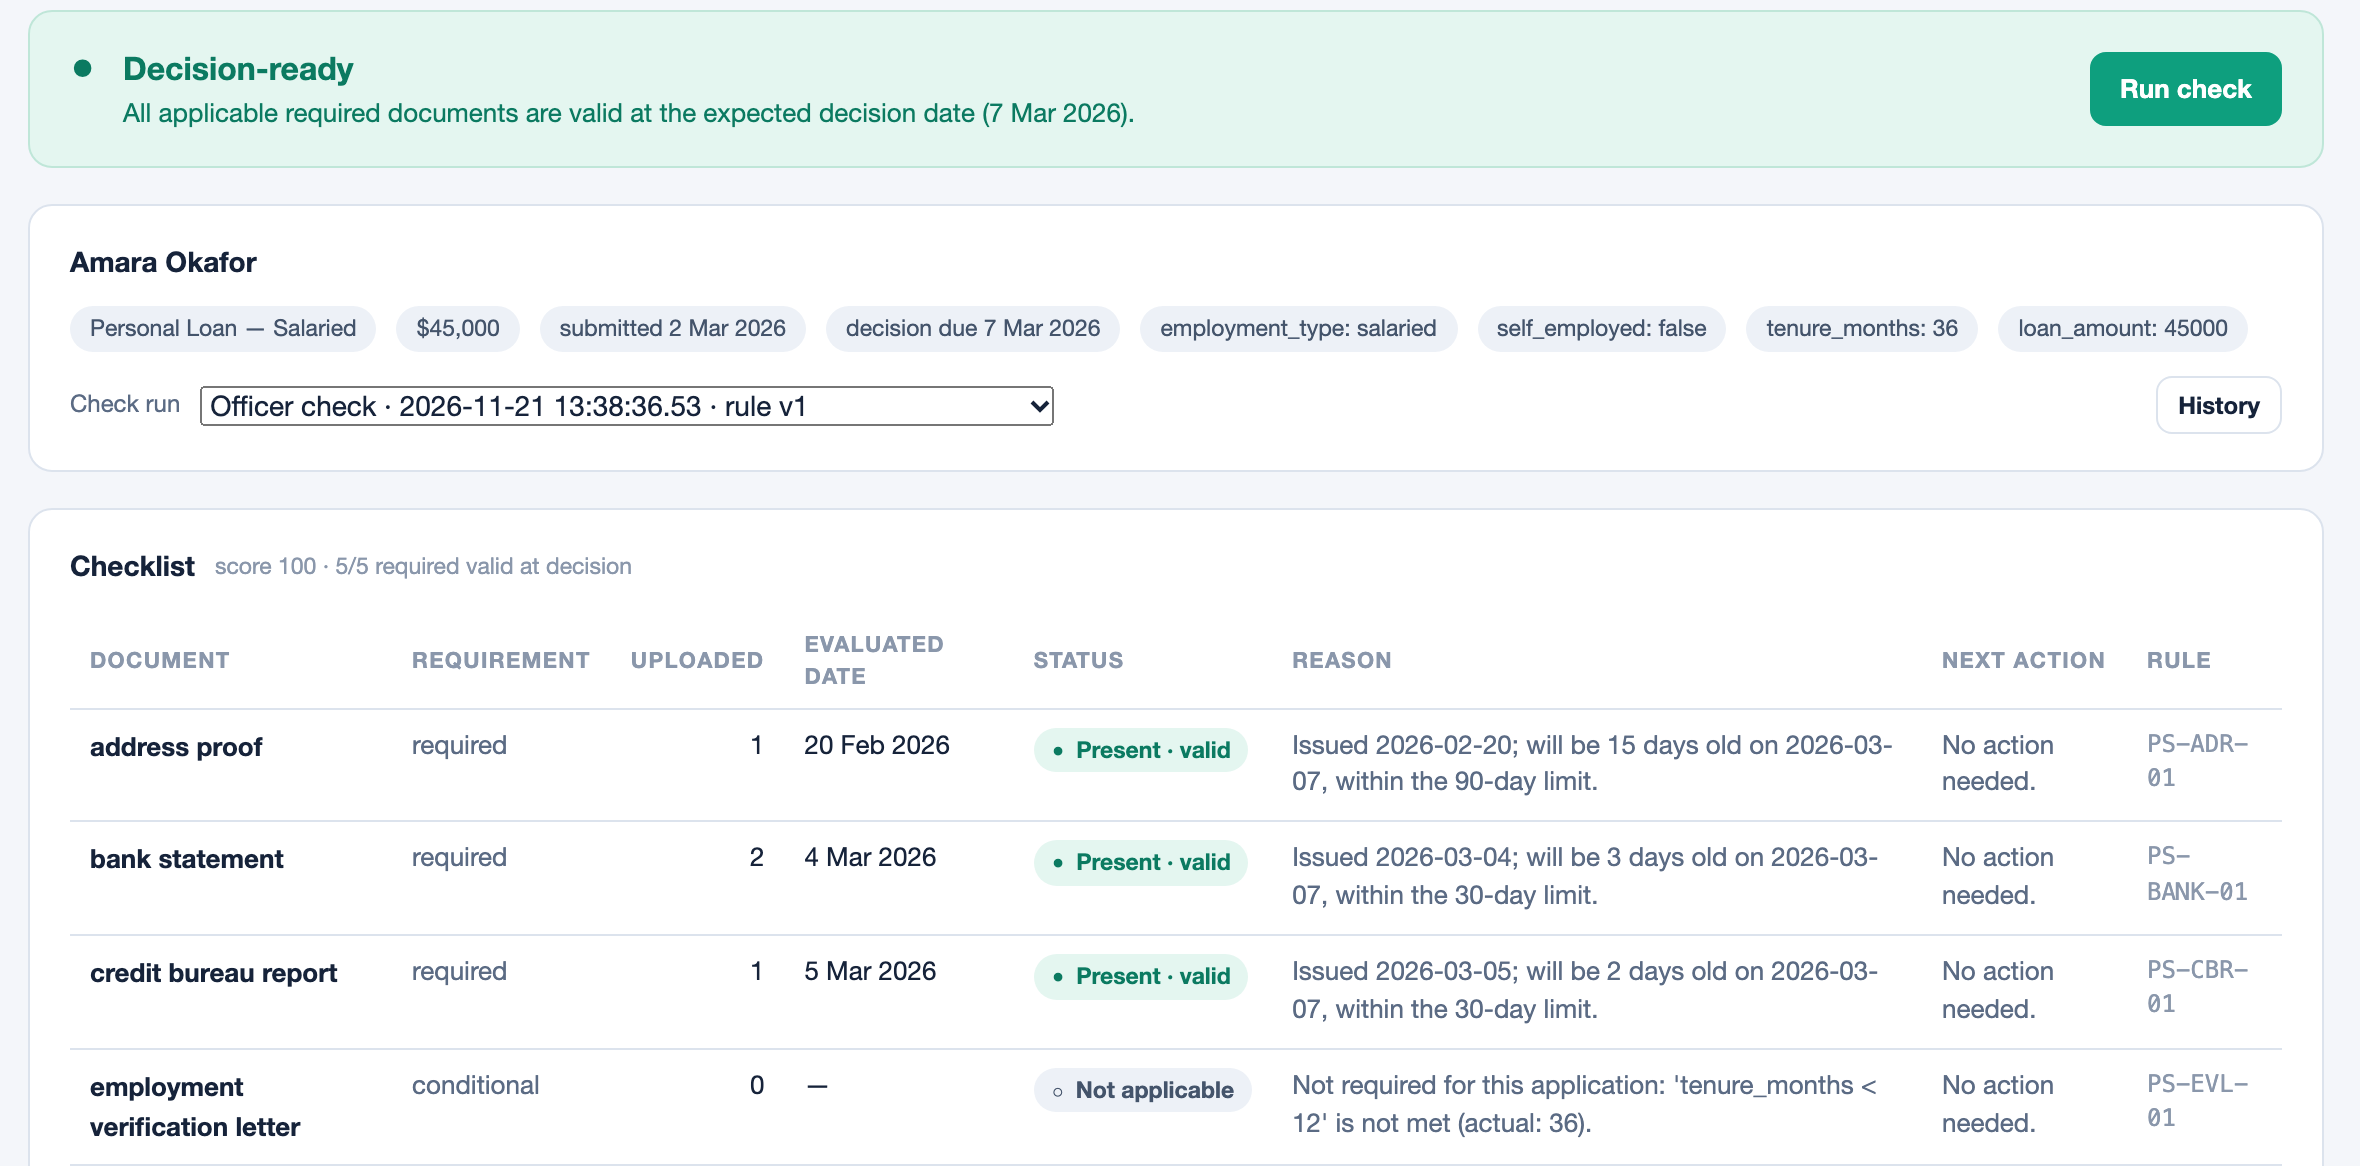 Decision-ready
All applicable required documents are valid at the expected decision date (7 Mar 2026).
Run check
Amara Okafor
Personal Loan — Salaried
$45,000
submitted 2 Mar 2026
decision due 7 Mar 2026
employment_type: salaried
self_employed: false
tenure_months: 36
loan_amount: 45000
Check run
Officer check · 2026-11-21 13:38:36.53 · rule v1
History
Checklist
score 100 · 5/5 required valid at decision
DOCUMENT
REQUIREMENT
UPLOADED
EVALUATED
DATE
STATUS
REASON
NEXT ACTION
RULE
address proof
required
1
20 Feb 2026
Present · valid
Issued 2026-02-20; will be 15 days old on 2026-03-
07, within the 90-day limit.
No action
needed.
PS-ADR-
01
bank statement
required
2
4 Mar 2026
Present · valid
Issued 2026-03-04; will be 3 days old on 2026-03-
07, within the 30-day limit.
No action
needed.
PS-
BANK-01
credit bureau report
required
1
5 Mar 2026
Present · valid
Issued 2026-03-05; will be 2 days old on 2026-03-
07, within the 30-day limit.
No action
needed.
PS-CBR-
01
employment
verification letter
conditional
0
—
Not applicable
Not required for this application: 'tenure_months <
12' is not met (actual: 36).
No action
needed.
PS-EVL-
01